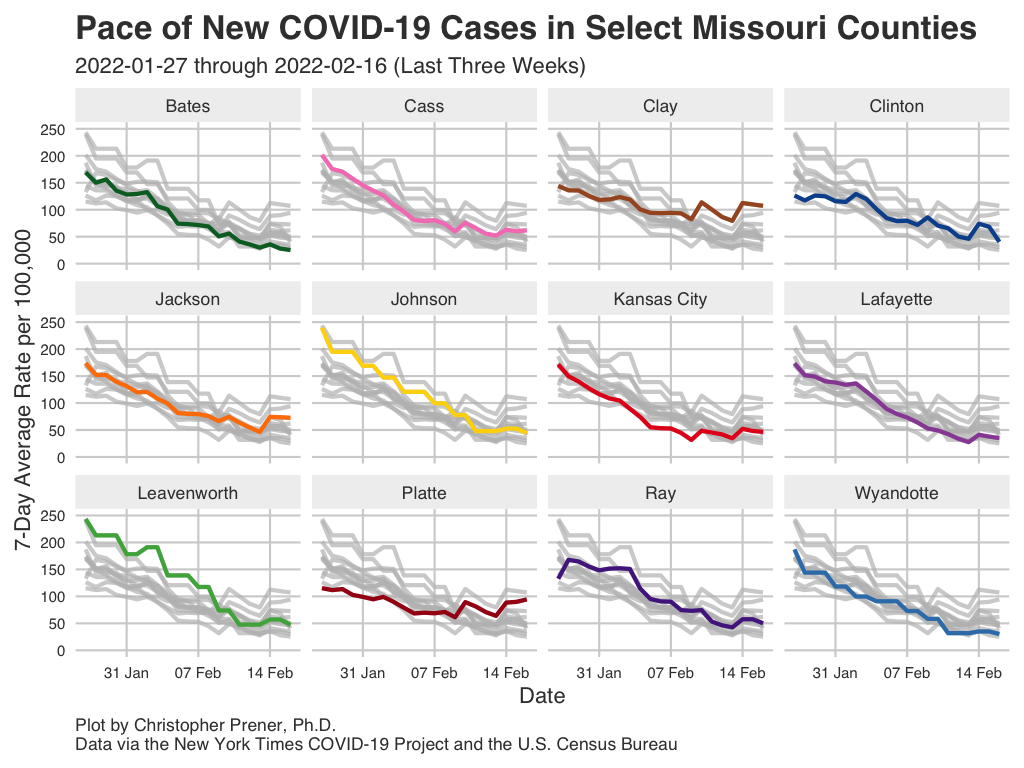 Pace of New COVID-19 Cases in Select Missouri Counties
2022-01-27 through 2022-02-16 (Last Three Weeks)
Bates
Cass
Clay
Clinton
250
200
150
100
50
0
Jackson
Johnson
Kansas City
Lafayette
250
200
150
100
50
0
Leavenworth
Platte
Ray
Wyandotte
250
200
150
100
50
0
7-Day Average Rate per 100,000
31 Jan
07 Feb
14 Feb
31 Jan
07 Feb
14 Feb
31 Jan
07 Feb
14 Feb
31 Jan
07 Feb
14 Feb
Date
Plot by Christopher Prener, Ph.D.
Data via the New York Times COVID-19 Project and the U.S. Census Bureau